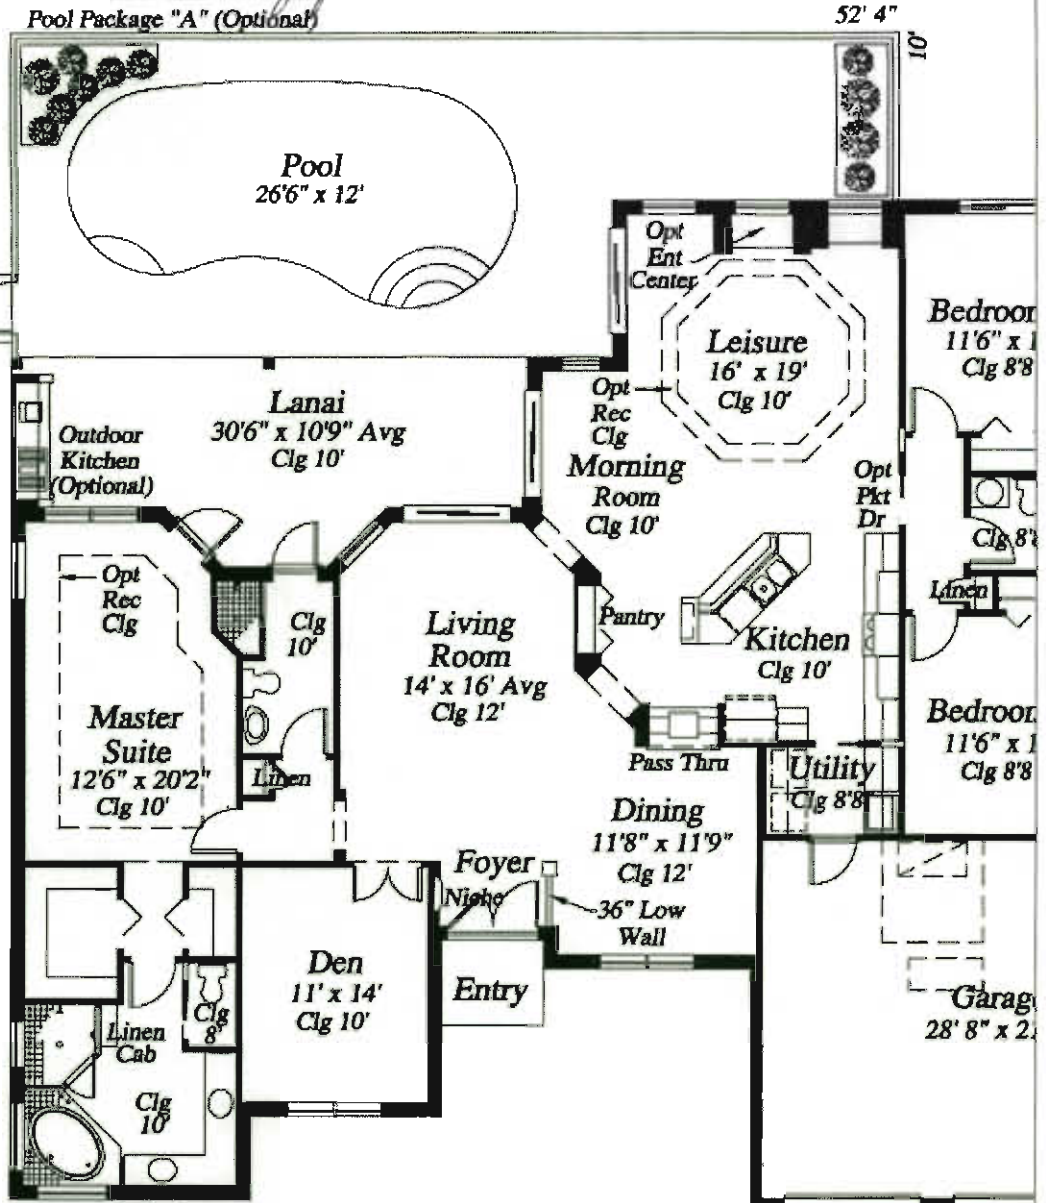 Pool Package "A" (Optional)
52' 4"
10'
Pool
26'6" x 12'
Opt
Ent
Center
Leisure
16' x 19'
Clg 10'
Bedroor
11'6" x 1
Clg 8'8
Opt
Rec
Clg
Lanai
30'6" x 10'9" Avg
Clg 10'
Outdoor
Kitchen
(Optional)
Morning
Room
Clg 10'
Opt
Pkt
Dr
Clg 8'8
Linen
Opt
Rec
Clg
Clg
10'
Living
Room
14' x 16' Avg
Clg 12'
Pantry
Kitchen
Clg 10'
Master
Suite
12'6" x 20'2"
Clg 10'
Linen
Pass Thru
Utility
Clg 8'8
Bedroor
11'6" x 1
Clg 8'8
Dining
11'8" x 11'9"
Clg 12'
Foyer
Niche
36" Low
Wall
Den
11' x 14'
Clg 10'
Entry
Garag
28' 8" x 2
Clg
8'
Linen
Cab
Clg
10'